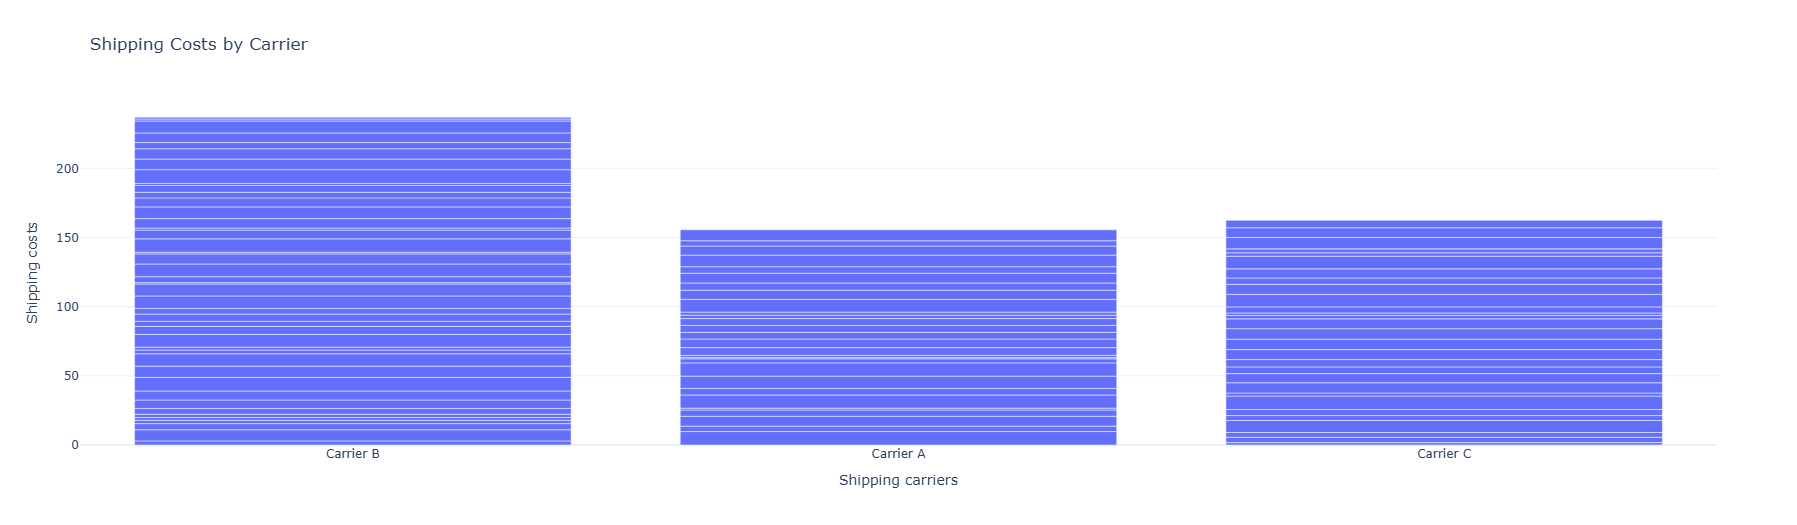 Shipping Costs by Carrier
Shipping costs
200
150
100
50
0
Carrier B
Carrier A
Carrier C
Shipping carriers